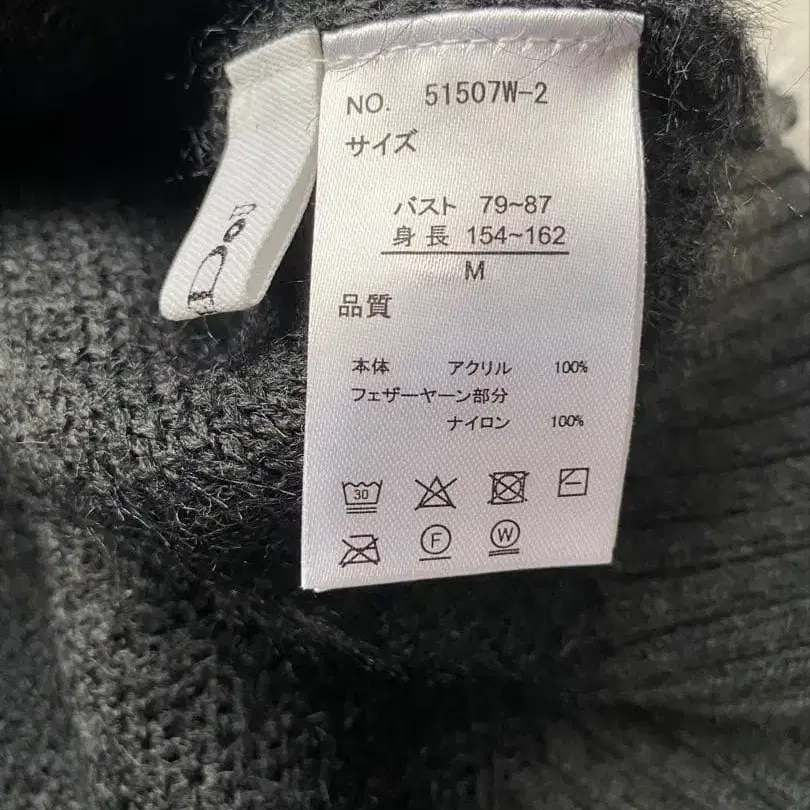 NO. 51507W-2
サイズ
バスト 79~87
身長 154~162
M
品質
本体 アクリル 100%
フェザーヤーン部分
ナイロン 100%
30
F
W